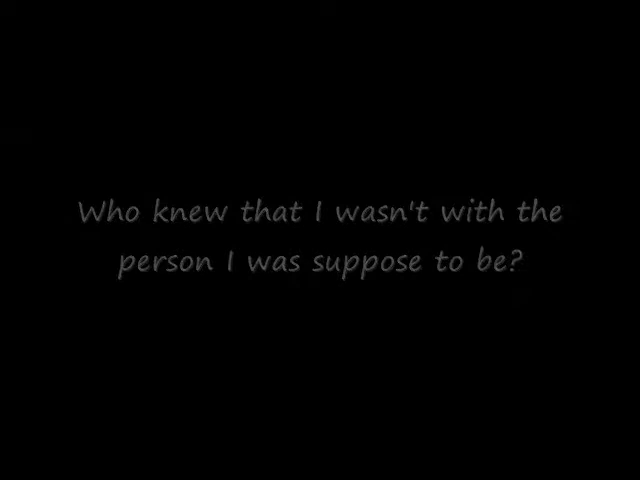 Who knew that I wasn't with the
person I was suppose to be?